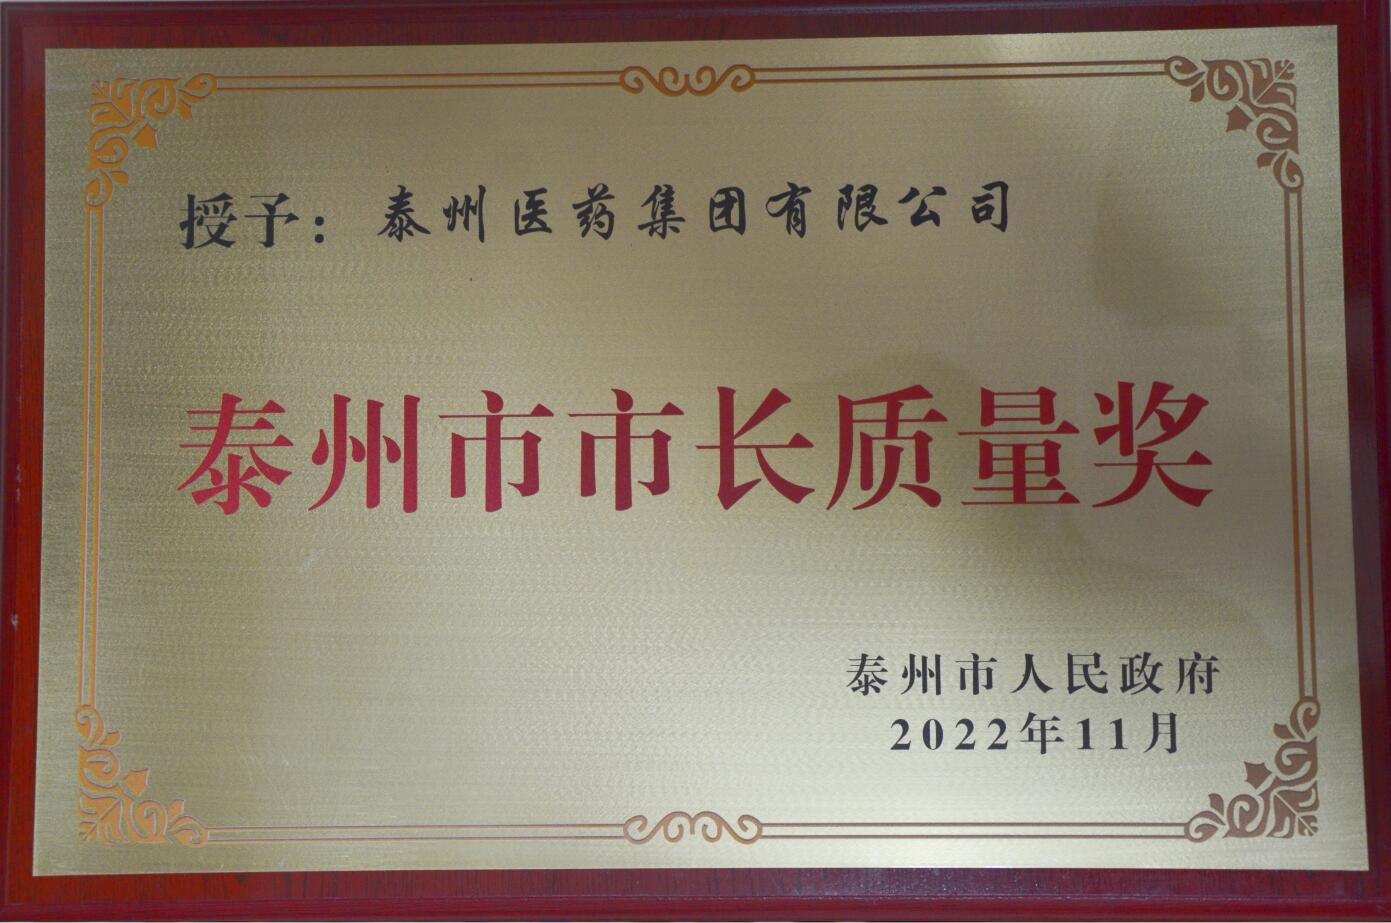 授予：泰州医药集团有限公司
泰州市市长质量奖
泰州市人民政府
2022年11月